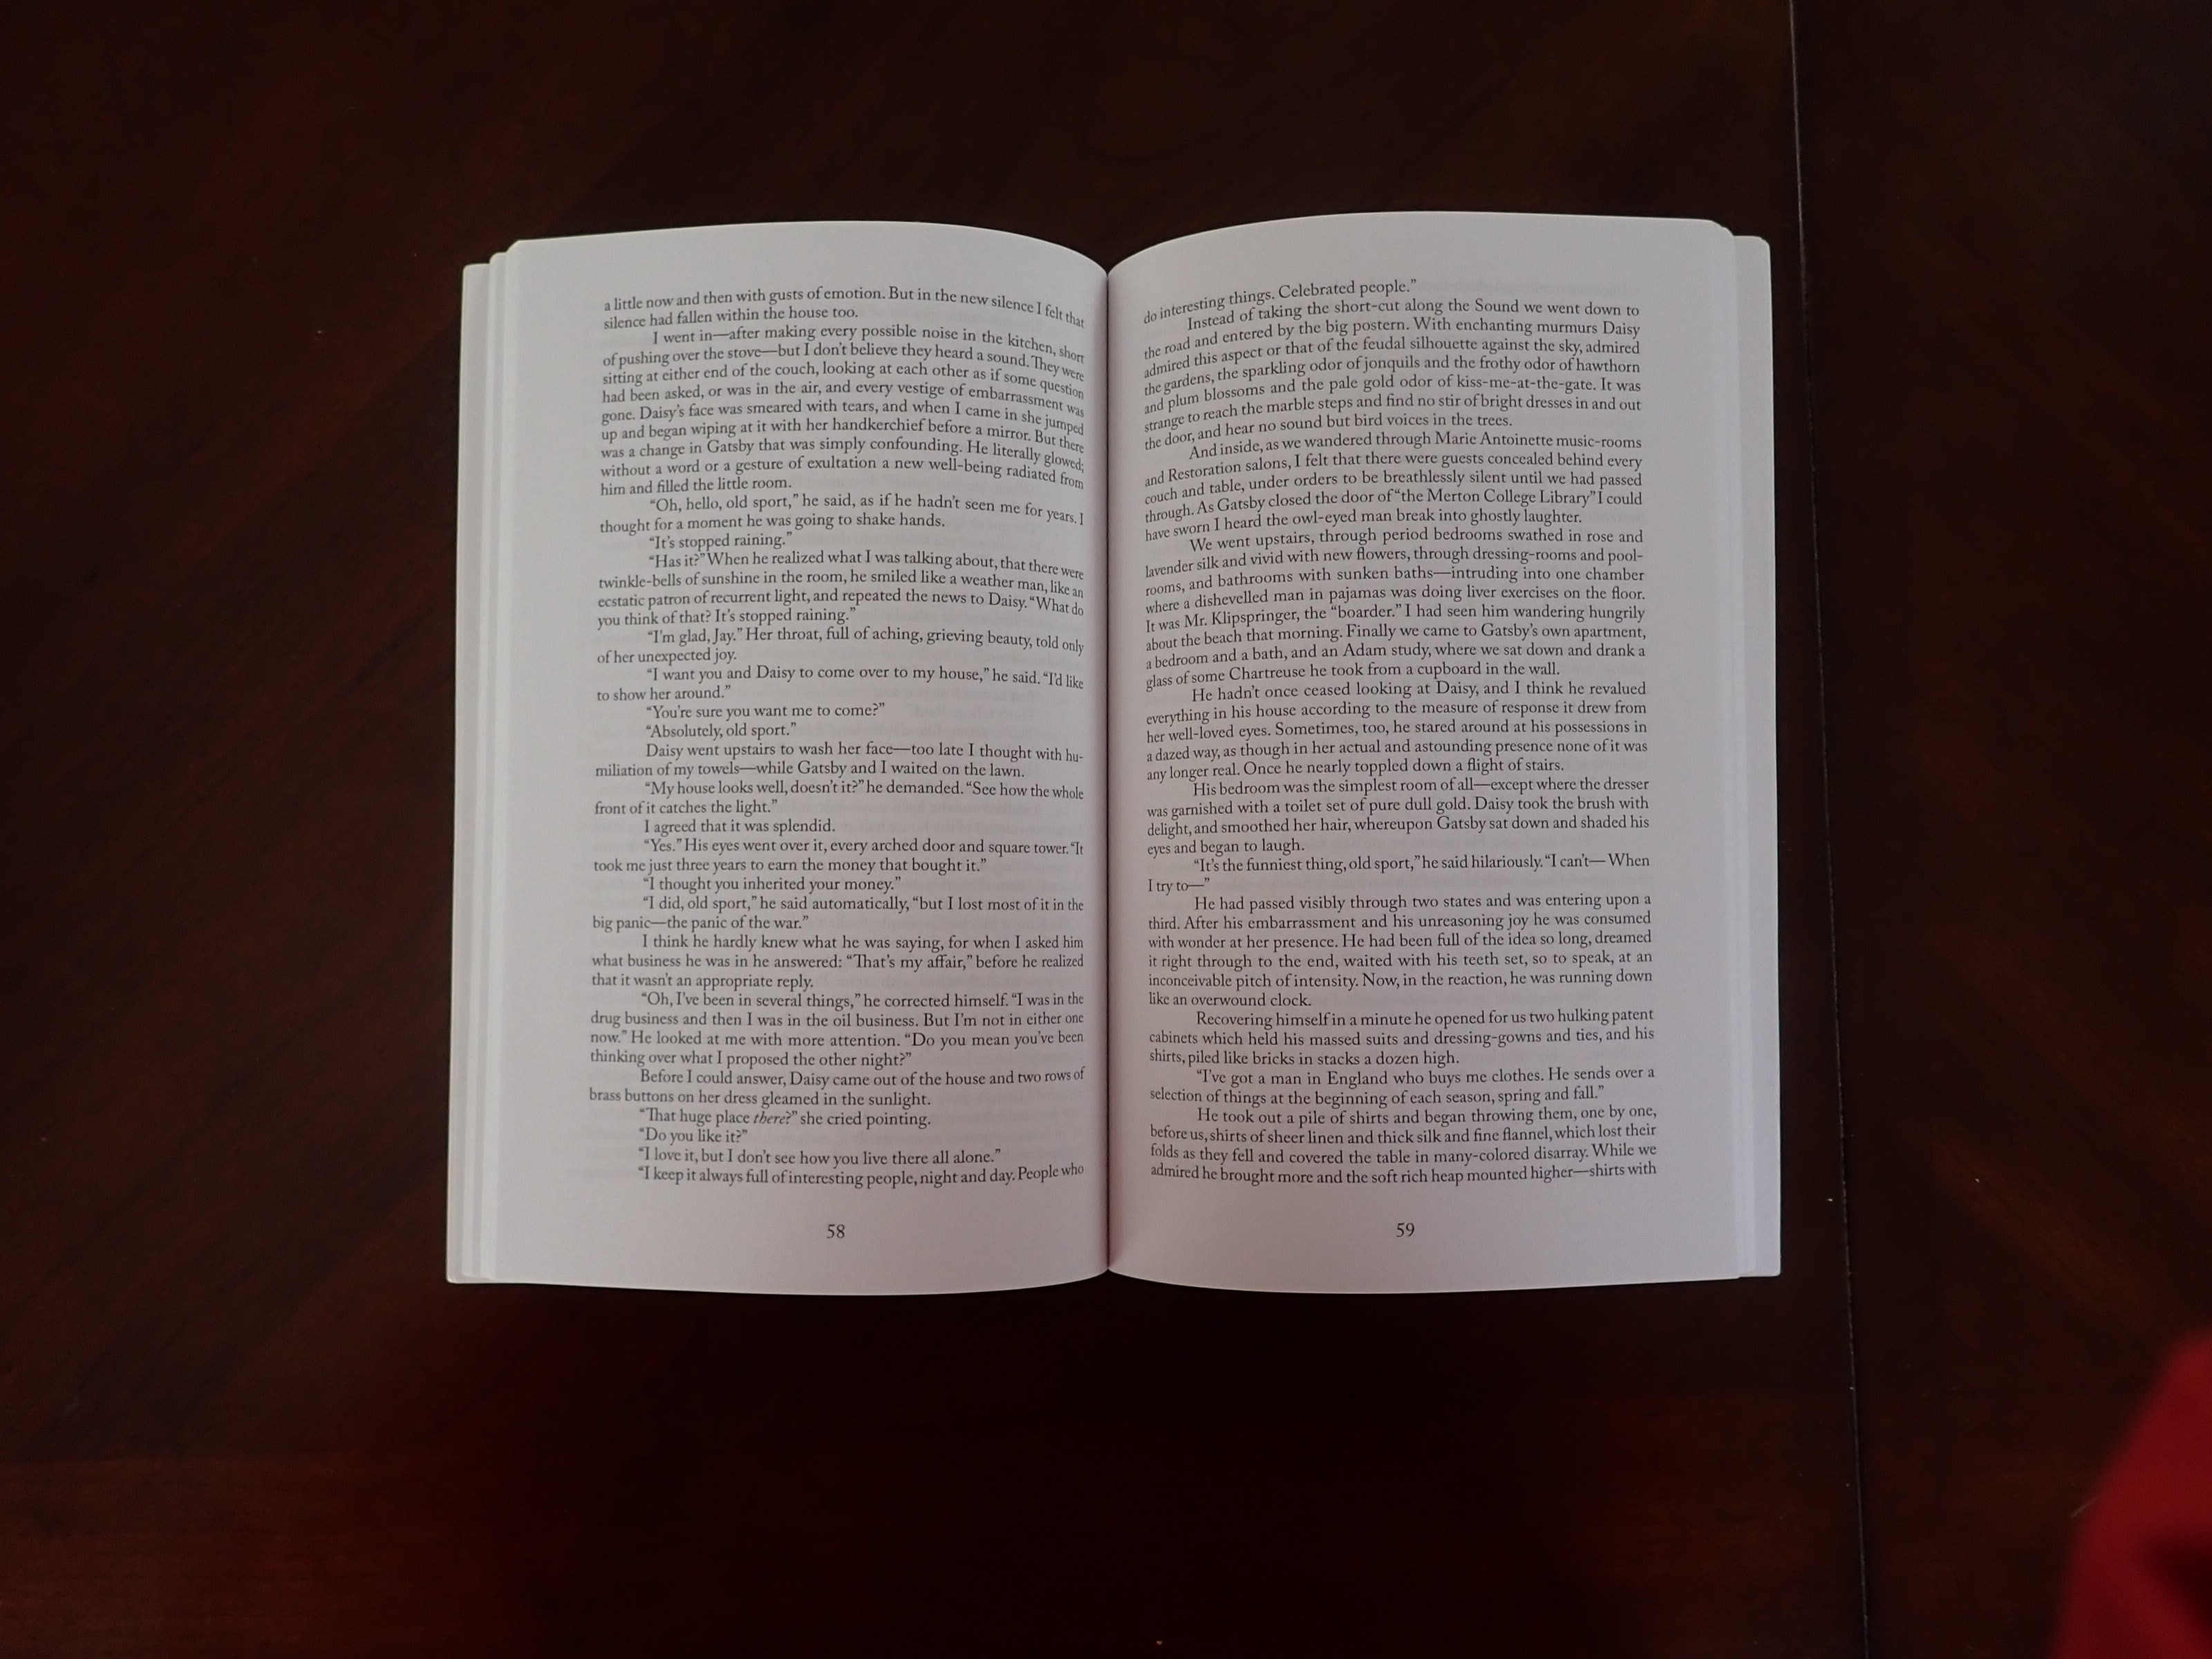 a little now and then with gusts of emotion. But in the new silence I felt that
silence had fallen within the house too.
I went in—after making every possible noise in the kitchen, short
of pushing over the stove—but I don't believe they heard a sound. They were
sitting at either end of the couch, looking at each other as if some question
had been asked, or was in the air, and every vestige of embarrassment was
gone. Daisy's face was smeared with tears, and when I came in she jumped
up and began wiping at it with her handkerchief before a mirror. But there
was a change in Gatsby that was simply confounding. He literally glowed;
without a word or a gesture of exultation a new well-being radiated from
him and filled the little room.
“Oh, hello, old sport,” he said, as if he hadn't seen me for years. I
thought for a moment he was going to shake hands.
“It's stopped raining.”
“Has it?” When he realized what I was talking about, that there were
twinkle-bells of sunshine in the room, he smiled like a weather man, like an
ecstatic patron of recurrent light, and repeated the news to Daisy. “What do
you think of that? It's stopped raining.”
“I'm glad, Jay.” Her throat, full of aching, grieving beauty, told only
of her unexpected joy.
“I want you and Daisy to come over to my house,” he said. “I'd like
to show her around.”
“You're sure you want me to come?”
“Absolutely, old sport.”
Daisy went upstairs to wash her face—too late I thought with hu-
miliation of my towels—while Gatsby and I waited on the lawn.
“My house looks well, doesn't it?” he demanded. “See how the whole
front of it catches the light.”
I agreed that it was splendid.
“Yes.” His eyes went over it, every arched door and square tower. “It
took me just three years to earn the money that bought it.”
“I thought you inherited your money.”
“I did, old sport,” he said automatically, “but I lost most of it in the
big panic—the panic of the war.”
I think he hardly knew what he was saying, for when I asked him
what business he was in he answered: “That's my affair,” before he realized
that it wasn't an appropriate reply.
“Oh, I've been in several things,” he corrected himself. “I was in the
drug business and then I was in the oil business. But I'm not in either one
now.” He looked at me with more attention. “Do you mean you've been
thinking over what I proposed the other night?”
Before I could answer, Daisy came out of the house and two rows of
brass buttons on her dress gleamed in the sunlight.
“That huge place there?” she cried pointing.
“Do you like it?”
“I love it, but I don't see how you live there all alone.”
“I keep it always full of interesting people, night and day. People who
58
do interesting things. Celebrated people.”
Instead of taking the short-cut along the Sound we went down to
the road and entered by the big postern. With enchanting murmurs Daisy
admired this aspect or that of the feudal silhouette against the sky, admired
the gardens, the sparkling odor of jonquils and the frothy odor of hawthorn
and plum blossoms and the pale gold odor of kiss-me-at-the-gate. It was
strange to reach the marble steps and find no stir of bright dresses in and out
the door, and hear no sound but bird voices in the trees.
And inside, as we wandered through Marie Antoinette music-rooms
and Restoration salons, I felt that there were guests concealed behind every
couch and table, under orders to be breathlessly silent until we had passed
through. As Gatsby closed the door of “the Merton College Library” I could
have sworn I heard the owl-eyed man break into ghostly laughter.
We went upstairs, through period bedrooms swathed in rose and
lavender silk and vivid with new flowers, through dressing-rooms and pool-
rooms, and bathrooms with sunken baths—intruding into one chamber
where a dishevelled man in pajamas was doing liver exercises on the floor.
It was Mr. Klipspringer, the “boarder.” I had seen him wandering hungrily
about the beach that morning. Finally we came to Gatsby's own apartment,
a bedroom and a bath, and an Adam study, where we sat down and drank a
glass of some Chartreuse he took from a cupboard in the wall.
He hadn't once ceased looking at Daisy, and I think he revalued
everything in his house according to the measure of response it drew from
her well-loved eyes. Sometimes, too, he stared around at his possessions in
a dazed way, as though in her actual and astounding presence none of it was
any longer real. Once he nearly toppled down a flight of stairs.
His bedroom was the simplest room of all—except where the dresser
was garnished with a toilet set of pure dull gold. Daisy took the brush with
delight, and smoothed her hair, whereupon Gatsby sat down and shaded his
eyes and began to laugh.
“It's the funniest thing, old sport,” he said hilariously. “I can't—When
I try to—”
He had passed visibly through two states and was entering upon a
third. After his embarrassment and his unreasoning joy he was consumed
with wonder at her presence. He had been full of the idea so long, dreamed
it right through to the end, waited with his teeth set, so to speak, at an
inconceivable pitch of intensity. Now, in the reaction, he was running down
like an overwound clock.
Recovering himself in a minute he opened for us two hulking patent
cabinets which held his massed suits and dressing-gowns and ties, and his
shirts, piled like bricks in stacks a dozen high.
“I've got a man in England who buys me clothes. He sends over a
selection of things at the beginning of each season, spring and fall.”
He took out a pile of shirts and began throwing them, one by one,
before us, shirts of sheer linen and thick silk and fine flannel, which lost their
folds as they fell and covered the table in many-colored disarray. While we
admired he brought more and the soft rich heap mounted higher—shirts with
59